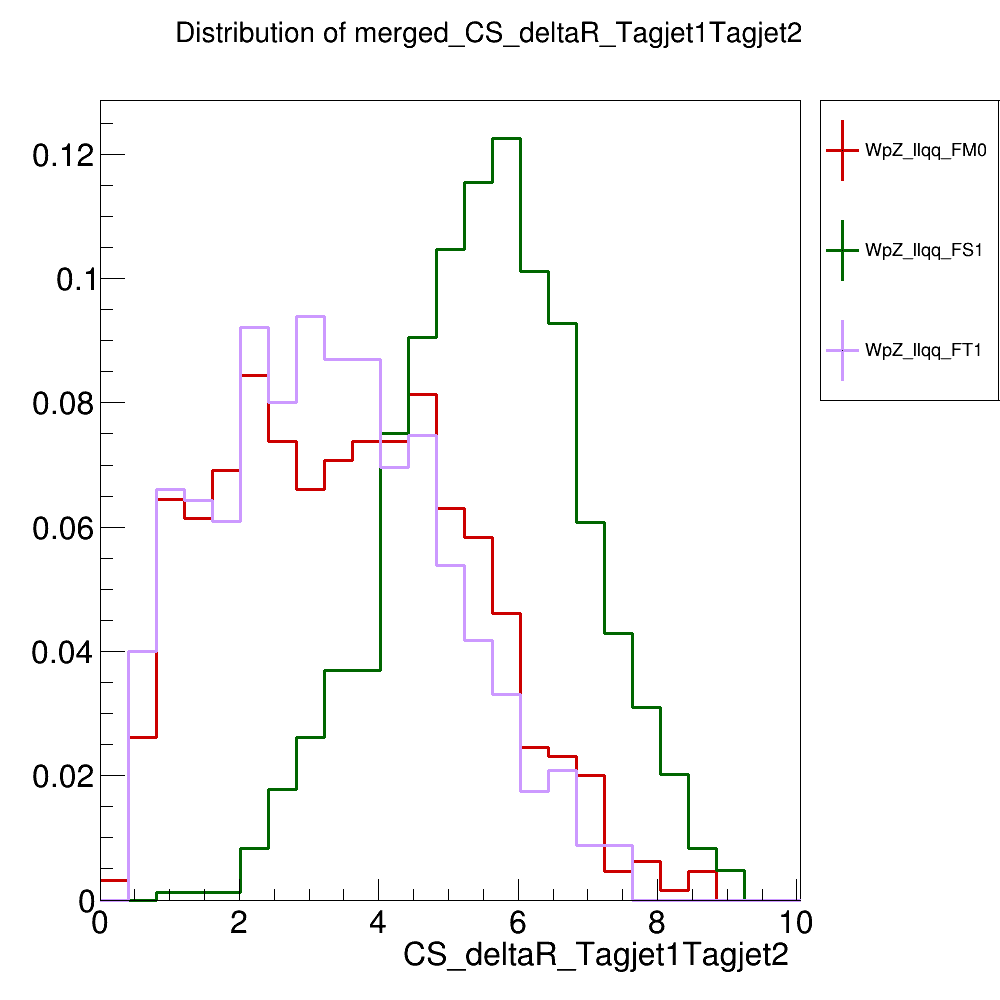 Distribution of merged_CS_deltaR_Tagjet1Tagjet2
WpZ_llqq_FM0
WpZ_llqq_FS1
WpZ_llqq_FT1
0.12
0.1
0.08
0.06
0.04
0.02
0
0 2 4 6 8 10
CS_deltaR_Tagjet1Tagjet2